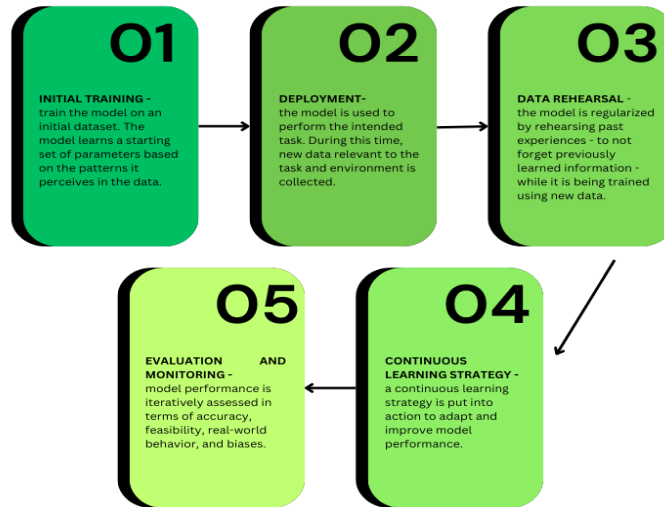 01
INITIAL TRAINING -
train the model on an
initial dataset. The
model learns a starting
set of parameters based
on the patterns it
perceives in the data.
02
DEPLOYMENT-
the model is used to
perform the intended
task. During this time,
new data relevant to the
task and environment is
collected.
03
DATA REHEARSAL -
the model is regularized
by rehearsing past
experiences - to not
forget previously
learned information -
while it is being trained
using new data.
04
CONTINUOUS
LEARNING STRATEGY -
a continuous learning
strategy is put into
action to adapt and
improve model
performance.
05
EVALUATION AND
MONITORING -
model performance is
iteratively assessed in
terms of accuracy,
feasibility, real-world
behavior, and biases.